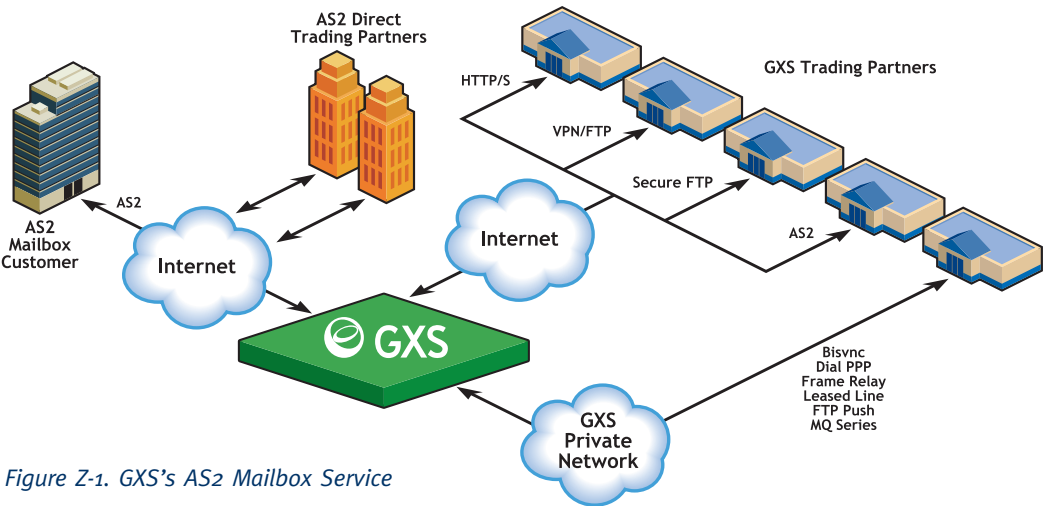 AS2 Direct
Trading Partners
GXS Trading Partners
HTTP/S
VPN/FTP
Secure FTP
AS2
AS2
AS2
Mailbox
Customer
Internet
Internet
GXS
Bisvnc
Dial PPP
Frame Relay
Leased Line
FTP Push
MQ Series
GXS
Private
Network
Figure Z-1. GXS's AS2 Mailbox Service